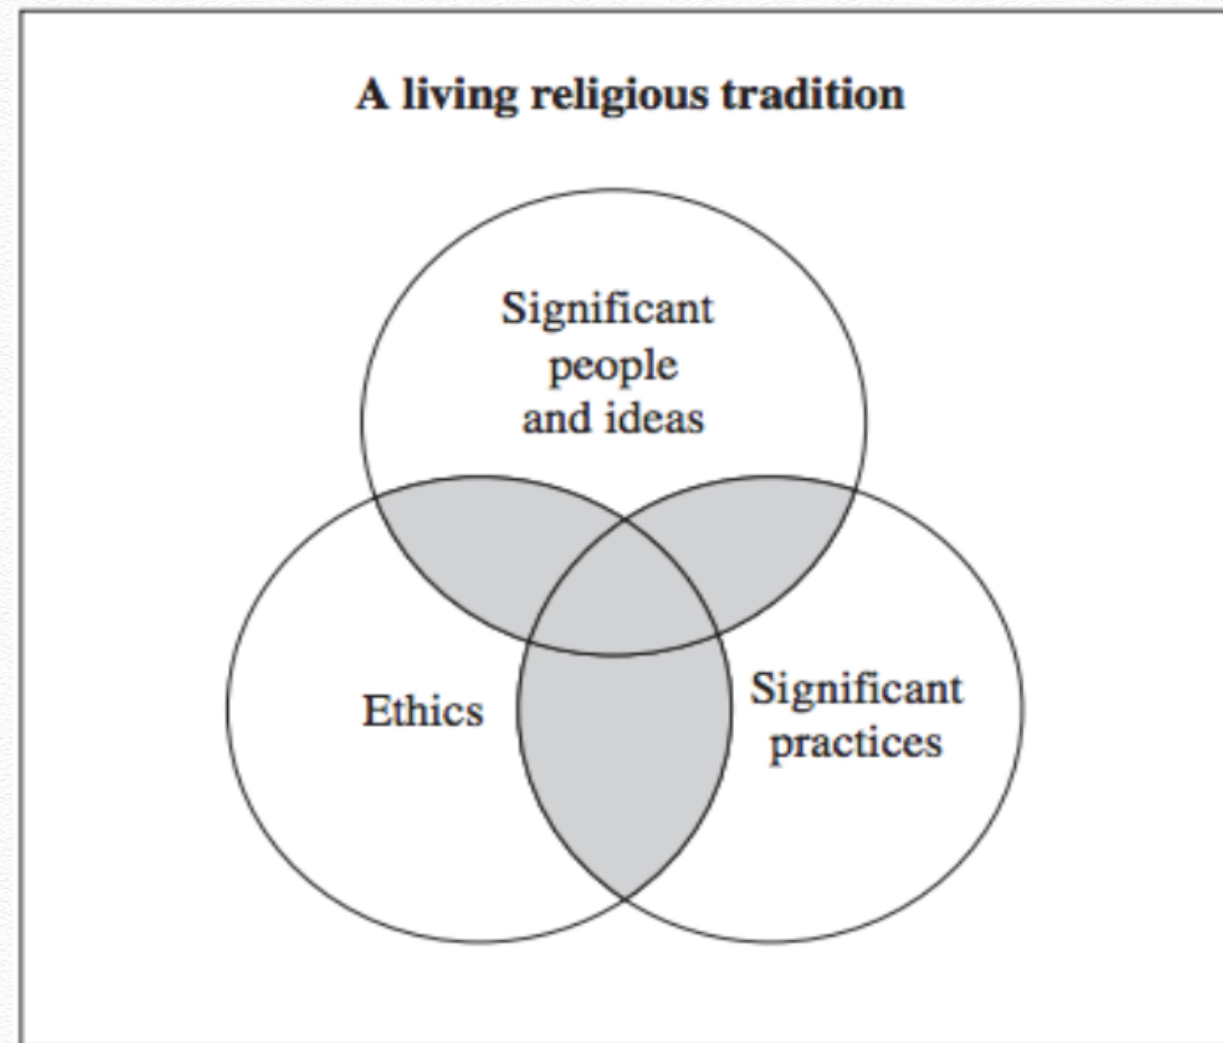 A living religious tradition
Significant
people
and ideas
Ethics
Significant
practices